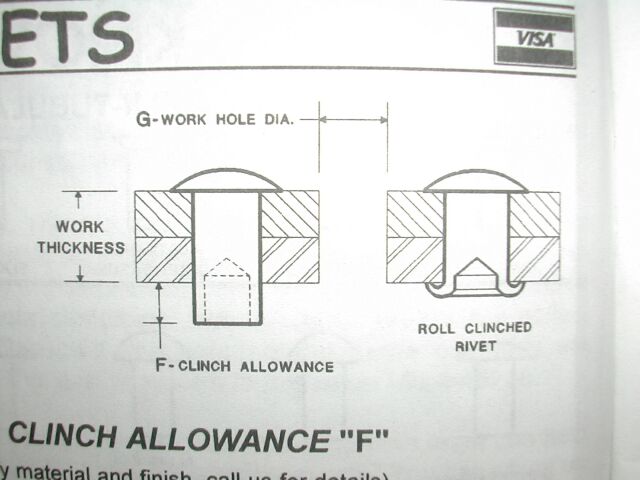 ETS
VISA
G-WORK HOLE DIA.
WORK
THICKNESS
ROLL CLINCHED
RIVET
F-CLINCH ALLOWANCE
CLINCH ALLOWANCE "F"
material and finish, call us for details)